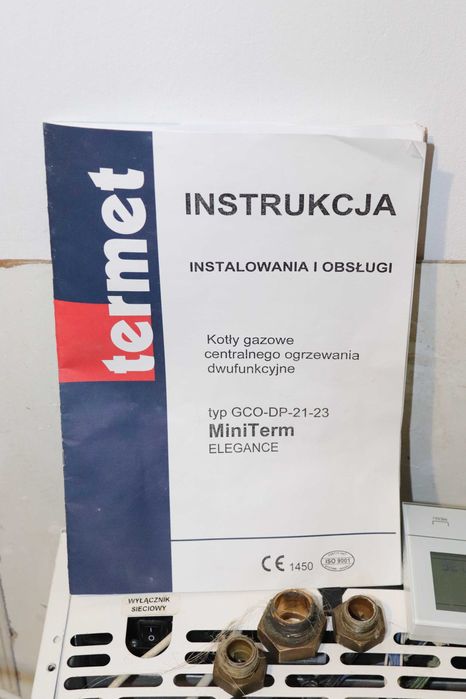 termet
INSTRUKCJA
INSTALOWANIA I OBSŁUGI
Kotły gazowe
centralnego ogrzewania
dwufunkcyjne
typ GCO-DP-21-23
MiniTerm
ELEGANCE
CE 1450
ISO 9001
WYŁĄCZNIK
SIECIOWY